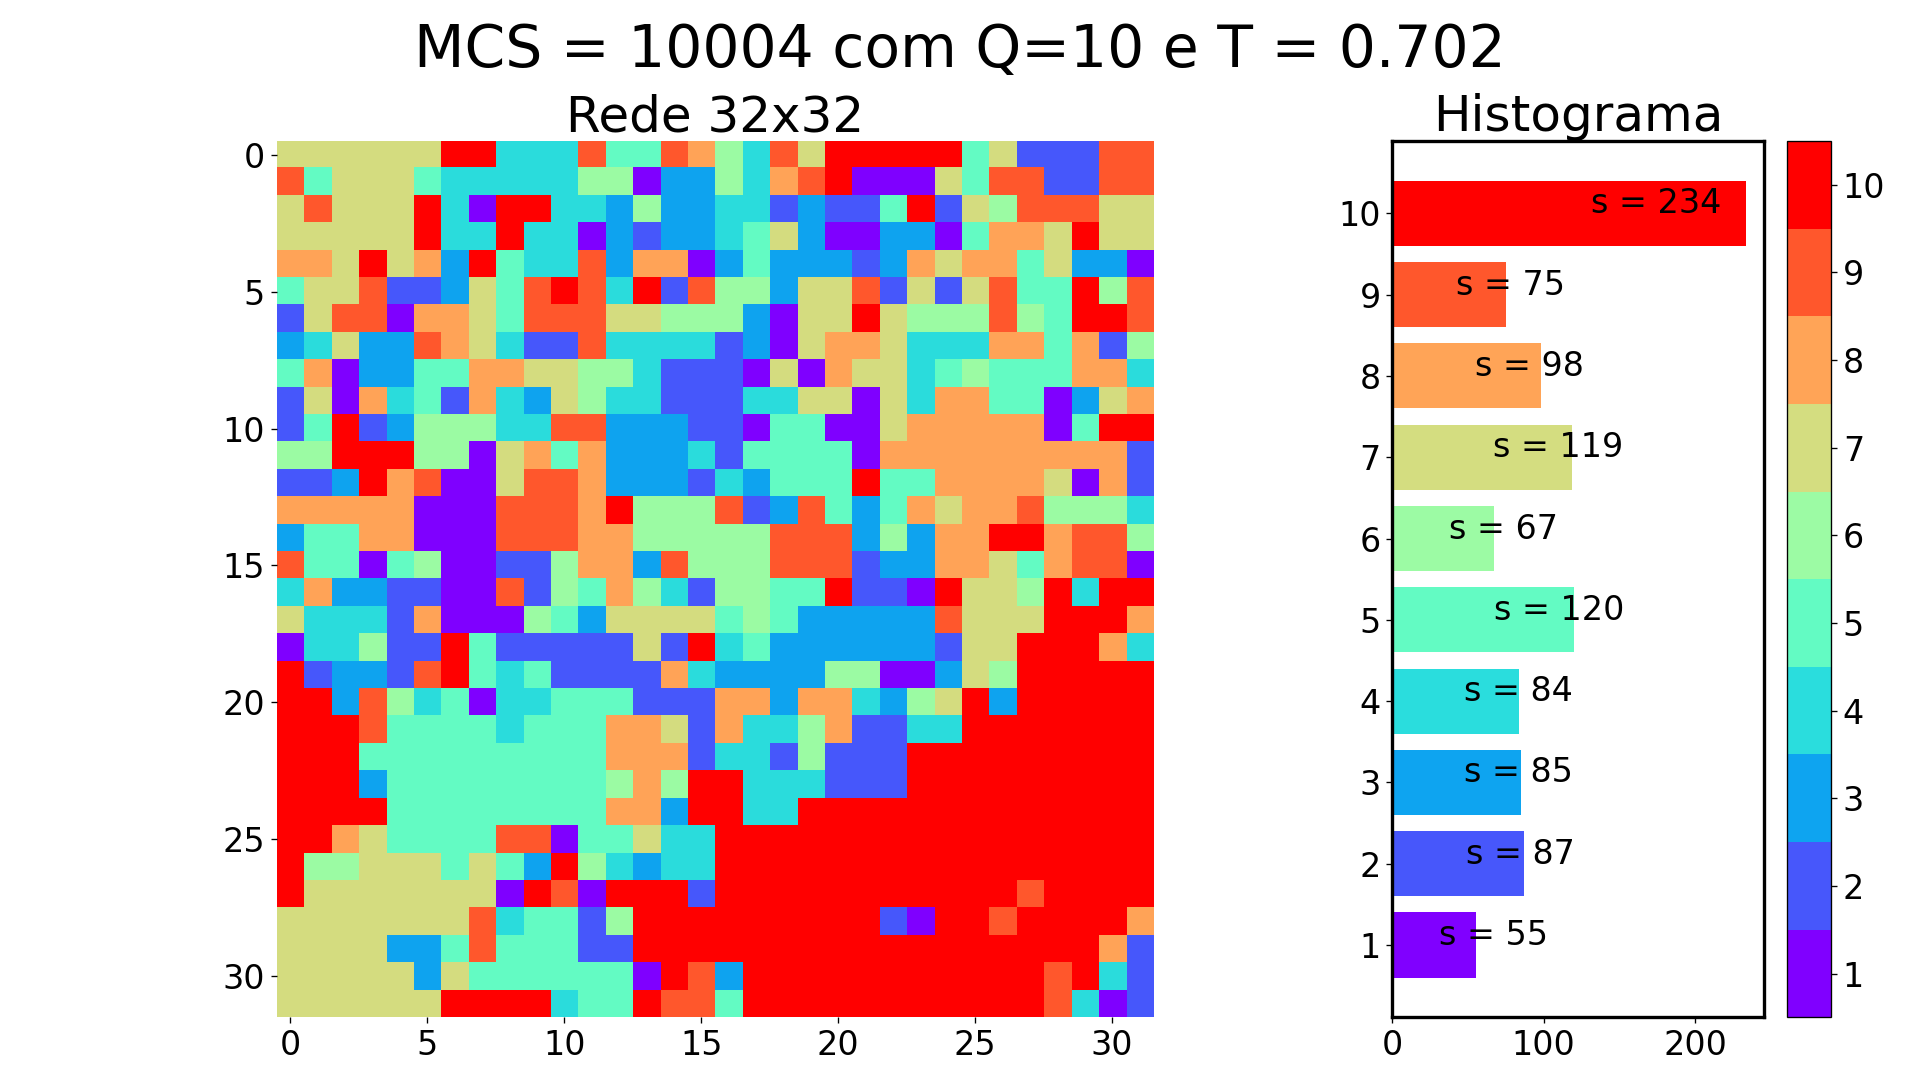 MCS = 10004 com Q=10 e T = 0.702
Rede 32x32
Histograma
0
5
10
15
20
25
30
0 5 10 15 20 25 30
10 s = 234
9 s = 75
8 s = 98
7 s = 119
6 s = 67
5 s = 120
4 s = 84
3 s = 85
2 s = 87
1 s = 55
0 100 200
10
9
8
7
6
5
4
3
2
1